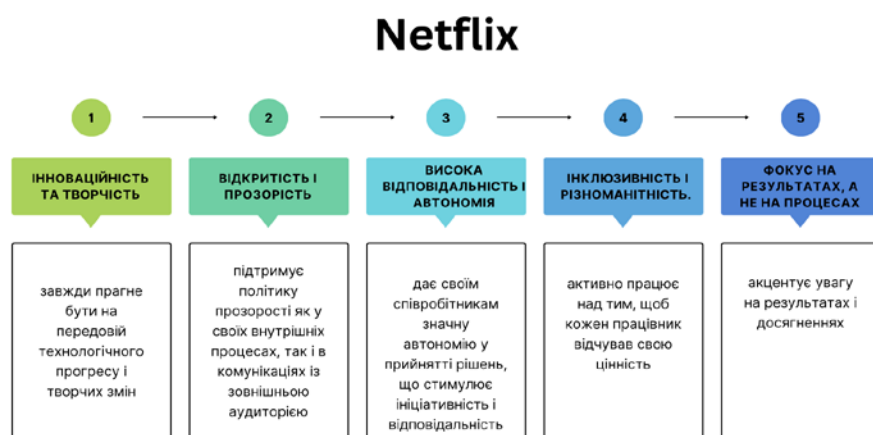 Netflix
1
2
3
4
5
ІННОВАЦІЙНІСТЬ
ТА ТВОРЧІСТЬ
ВІДКРИТІСТЬ І
ПРОЗОРІСТЬ
ВИСОКА
ВІДПОВІДАЛЬНІСТЬ І
АВТОНОМІЯ
ІНКЛЮЗИВНІСТЬ І
РІЗНОМАНІТНІСТЬ.
ФОКУС НА
РЕЗУЛЬТАТАХ, А
НЕ НА ПРОЦЕСАХ
завжди прагне
бути на
передовій
технологічного
прогресу і
творчих змін
підтримує
політику
прозорості як у
своїх внутрішніх
процесах, так і в
комунікаціях із
зовнішньою
аудиторією
дає своїм
співробітникам
значну
автономію у
прийнятті рішень,
що стимулює
ініціативність і
відповідальність
активно працює
над тим, щоб
кожен працівник
відчував свою
цінність
акцентує увагу
на результатах і
досягненнях